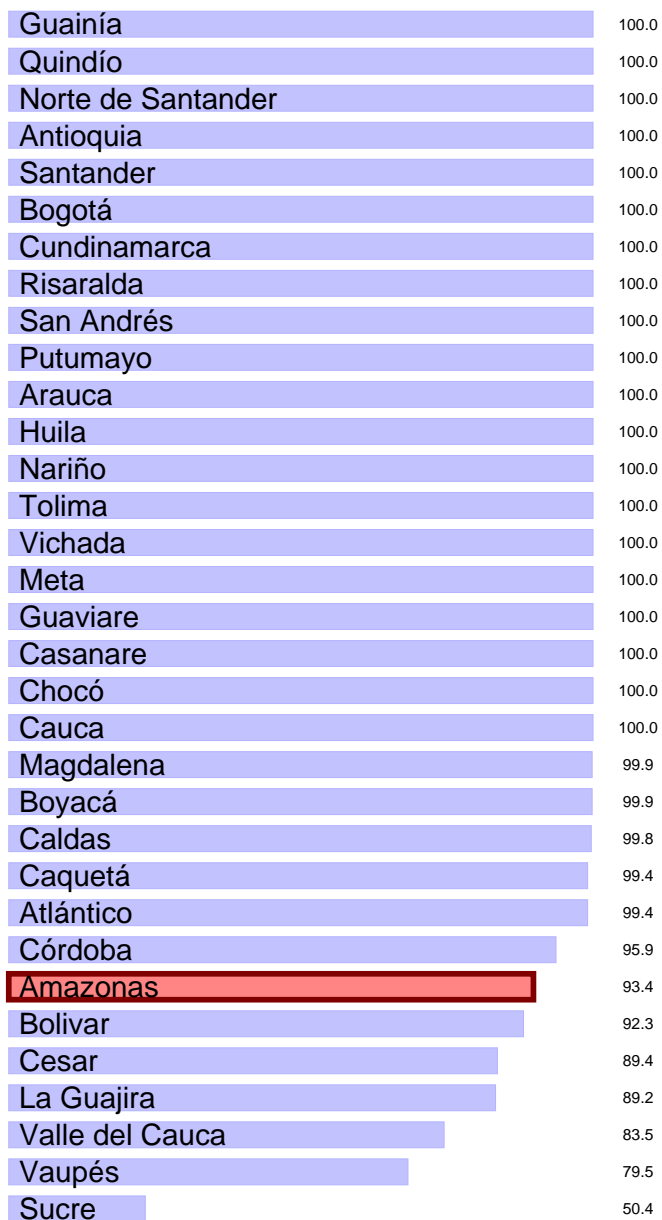 Guainía 100.0
Quindío 100.0
Norte de Santander 100.0
Antioquia 100.0
Santander 100.0
Bogotá 100.0
Cundinamarca 100.0
Risaralda 100.0
San Andrés 100.0
Putumayo 100.0
Arauca 100.0
Huila 100.0
Nariño 100.0
Tolima 100.0
Vichada 100.0
Meta 100.0
Guaviare 100.0
Casanare 100.0
Chocó 100.0
Cauca 100.0
Magdalena 99.9
Boyacá 99.9
Caldas 99.8
Caquetá 99.4
Atlántico 99.4
Córdoba 95.9
Amazonas 93.4
Bolivar 92.3
Cesar 89.4
La Guajira 89.2
Valle del Cauca 83.5
Vaupés 79.5
Sucre 50.4